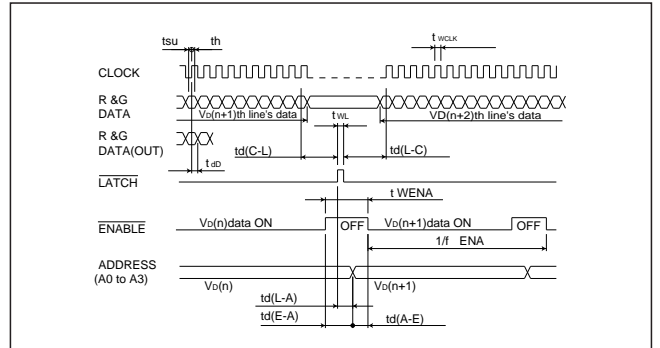 tsu th t WCLK
CLOCK
R &G
DATA
VD(n+1)th line's data t WL VD(n+2)th line's data
R &G
DATA(OUT)
t dD td(C-L) td(L-C)
LATCH
t WENA
ENABLE VD(n)data ON OFF VD(n+1)data ON OFF
1/f ENA
ADDRESS
(A0 to A3)
VD(n) VD(n+1)
td(L-A)
td(E-A) td(A-E)